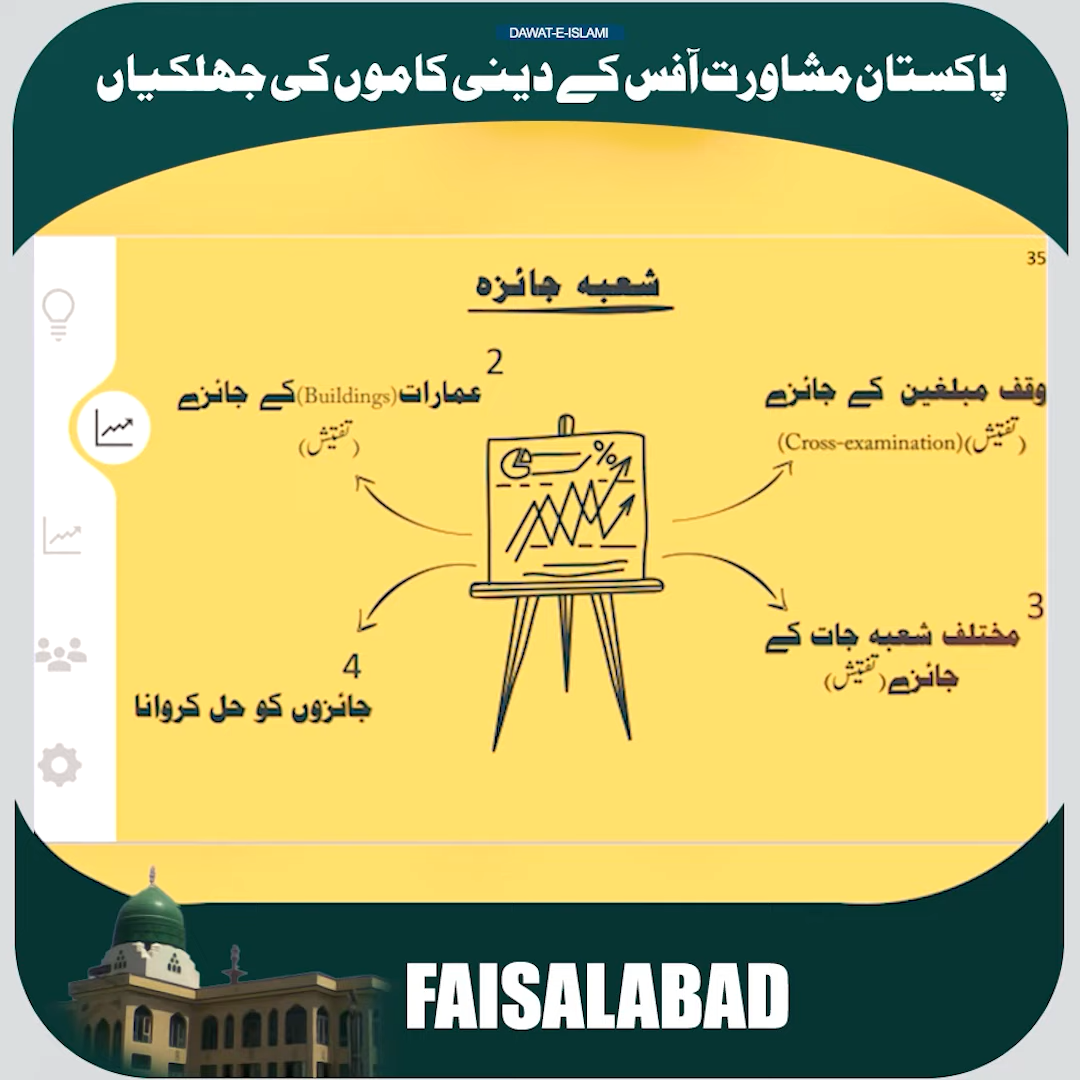 DAWAT-E-ISLAMI
پاکستان مشاورت آفس کے دینی کاموں کی جھلکیاں
35
شعبہ جائزہ
وقف مبلغین کے جائزے
(تفتیش)(Cross-examination)
2
عمارات(Buildings)کے جائزے
(تفتیش)
%
3
مختلف شعبہ جات کے
جائزے(تفتیش)
4
جائزوں کو حل کروانا
FAISALABAD